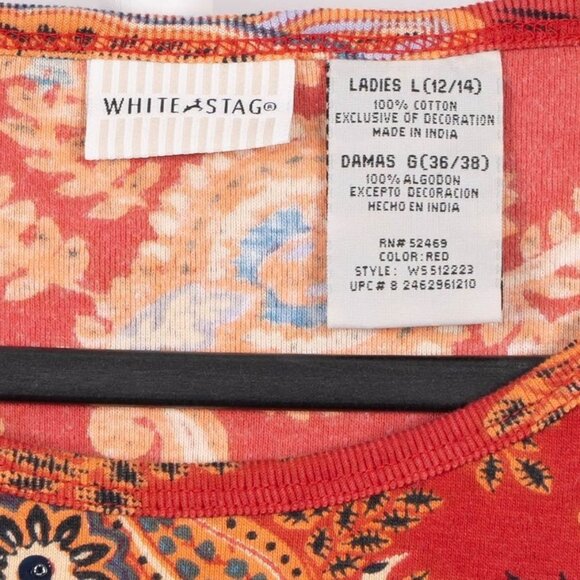 WHITE STAG®
LADIES L(12/14)
100% COTTON
EXCLUSIVE OF DECORATION
MADE IN INDIA
DAMAS G(36/38)
100% ALGODON
EXCEPTO DECORACION
HECHO EN INDIA
RN# 52469
COLOR: RED
STYLE: WS512223
UPC# 8 2462961210